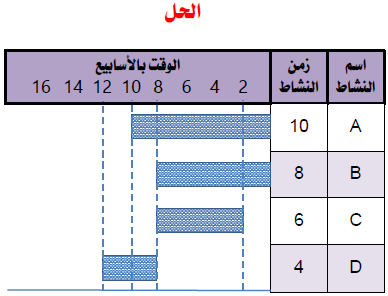 الحل
اسم النشاط
زمن النشاط
الوقت بالأسابيع
2 4 6 8 10 12 14 16
A 10
B 8
C 6
D 4